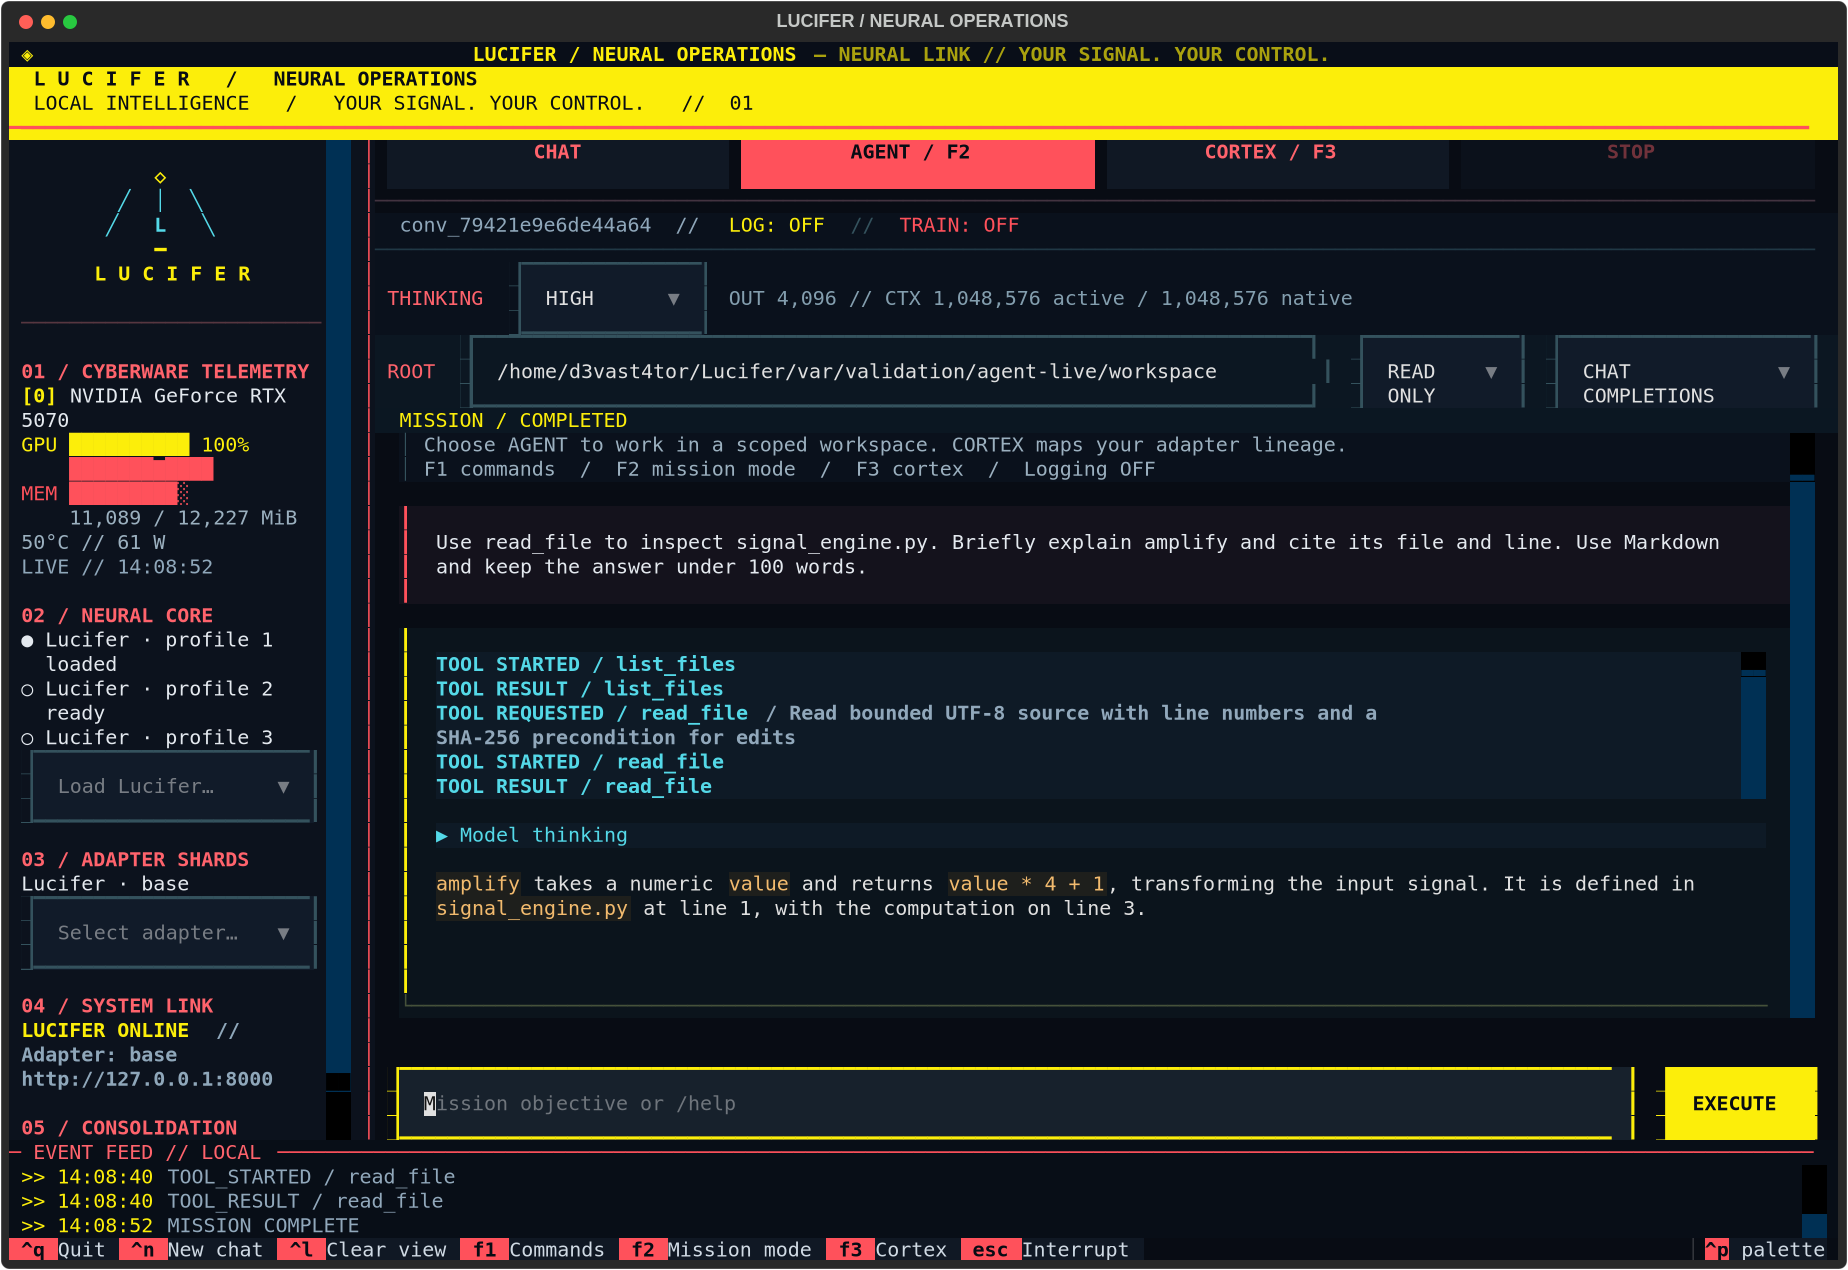 LUCIFER / NEURAL OPERATIONS
LUCIFER / NEURAL OPERATIONS — NEURAL LINK // YOUR SIGNAL. YOUR CONTROL.
L U C I F E R / NEURAL OPERATIONS
LOCAL INTELLIGENCE / YOUR SIGNAL. YOUR CONTROL. // 01
L
L U C I F E R
01 / CYBERWARE TELEMETRY
[0] NVIDIA GeForce RTX
5070
GPU 100%
MEM
11,089 / 12,227 MiB
50°C // 61 W
LIVE // 14:08:52
02 / NEURAL CORE
● Lucifer · profile 1
loaded
○ Lucifer · profile 2
ready
○ Lucifer · profile 3
Load Lucifer… ▼
03 / ADAPTER SHARDS
Lucifer · base
Select adapter… ▼
04 / SYSTEM LINK
LUCIFER ONLINE //
Adapter: base
http://127.0.0.1:8000
05 / CONSOLIDATION
CHAT AGENT / F2 CORTEX / F3 STOP
conv_79421e9e6de44a64 // LOG: OFF // TRAIN: OFF
THINKING HIGH ▼ OUT 4,096 // CTX 1,048,576 active / 1,048,576 native
ROOT /home/d3vast4tor/Lucifer/var/validation/agent-live/workspace
READ ▼
ONLY
CHAT ▼
COMPLETIONS
MISSION / COMPLETED
Choose AGENT to work in a scoped workspace. CORTEX maps your adapter lineage.
F1 commands / F2 mission mode / F3 cortex / Logging OFF
Use read_file to inspect signal_engine.py. Briefly explain amplify and cite its file and line. Use Markdown
and keep the answer under 100 words.
TOOL STARTED / list_files
TOOL RESULT / list_files
TOOL REQUESTED / read_file / Read bounded UTF-8 source with line numbers and a
SHA-256 precondition for edits
TOOL STARTED / read_file
TOOL RESULT / read_file
▶ Model thinking
amplify takes a numeric value and returns value * 4 + 1, transforming the input signal. It is defined in
signal_engine.py at line 1, with the computation on line 3.
Mission objective or /help
EXECUTE
EVENT FEED // LOCAL
>> 14:08:40 TOOL_STARTED / read_file
>> 14:08:40 TOOL_RESULT / read_file
>> 14:08:52 MISSION COMPLETE
^q Quit ^n New chat ^l Clear view f1 Commands f2 Mission mode f3 Cortex esc Interrupt ^p palette